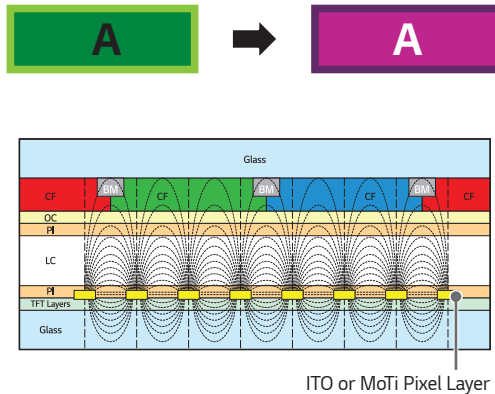 A A
Glass
BM BM BM
CF CF CF CF
OC
PI
LC
PI
TFT Layers
Glass
ITO or MoTi Pixel Layer